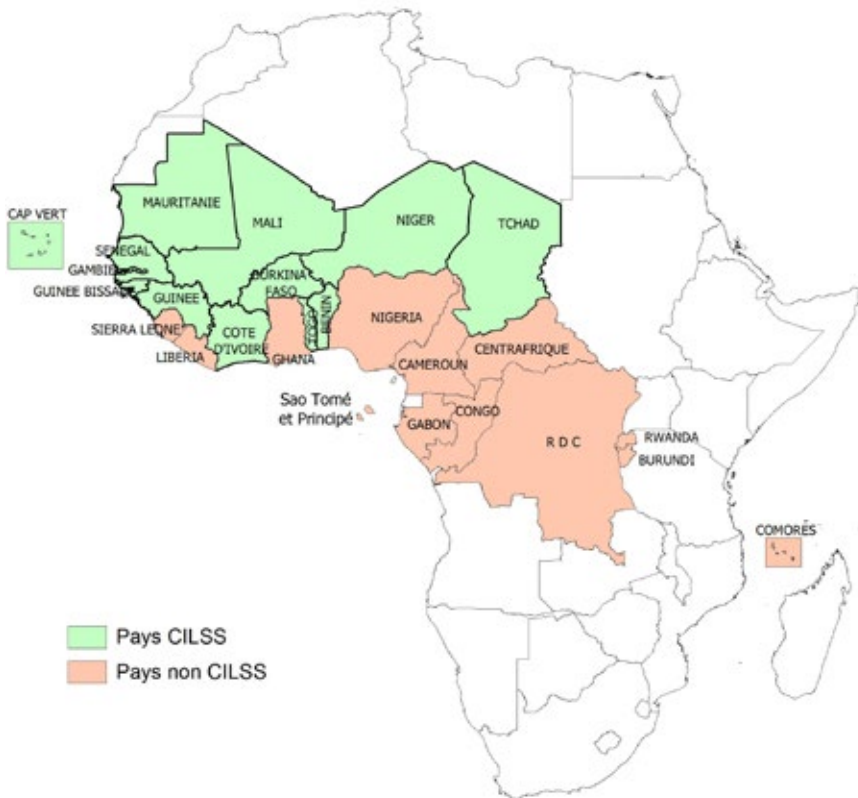 MAURITANIE
CAP VERT
MALI
NIGER
TCHAD
SENEGAL
GAMBIE
BURKINA
FASO
GUINEE BISSAU
GUINEE
NIGERIA
TOGO
BENIN
SIERRA LEONE
COTE
D'IVOIRE
LIBERIA
GHANA
CENTRAFRIQUE
CAMEROUN
Sao Tomé
et Principé
CONGO
GABON
R D C
RWANDA
BURUNDI
COMORES
Pays CILSS
Pays non CILSS